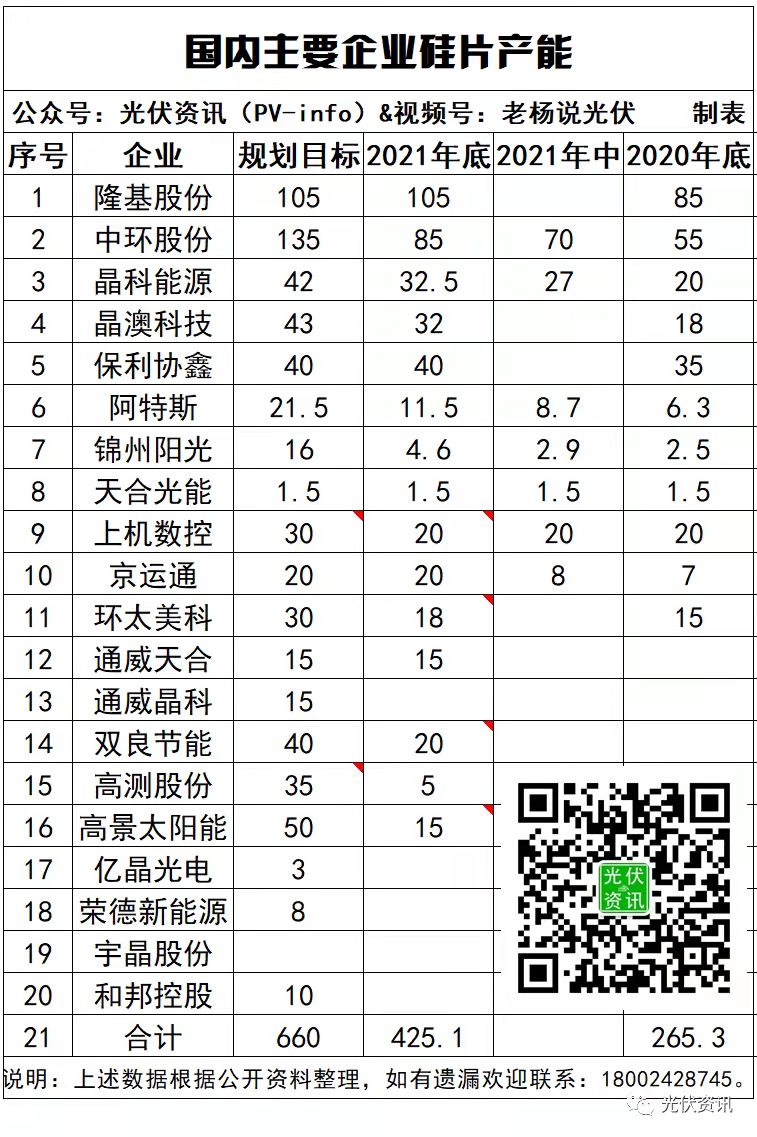 国内主要企业硅片产能
公众号：光伏资讯（PV-info）&视频号：老杨说光伏 制表
序号 企业 规划目标 2021年底 2021年中 2020年底
1 隆基股份 105 105 85
2 中环股份 135 85 70 55
3 晶科能源 42 32.5 27 20
4 晶澳科技 43 32 18
5 保利协鑫 40 40 35
6 阿特斯 21.5 11.5 8.7 6.3
7 锦州阳光 16 4.6 2.9 2.5
8 天合光能 1.5 1.5 1.5 1.5
9 上机数控 30 20 20 20
10 京运通 20 20 8 7
11 环太美科 30 18 15
12 通威天合 15 15
13 通威晶科 15
14 双良节能 40 20
15 高测股份 35 5
16 高景太阳能 50 15
17 亿晶光电 3
18 荣德新能源 8
19 宇晶股份
20 和邦控股 10
21 合计 660 425.1 265.3
光伏
资讯
说明：上述数据根据公开资料整理，如有遗漏欢迎联系：18002428745。
光伏资讯